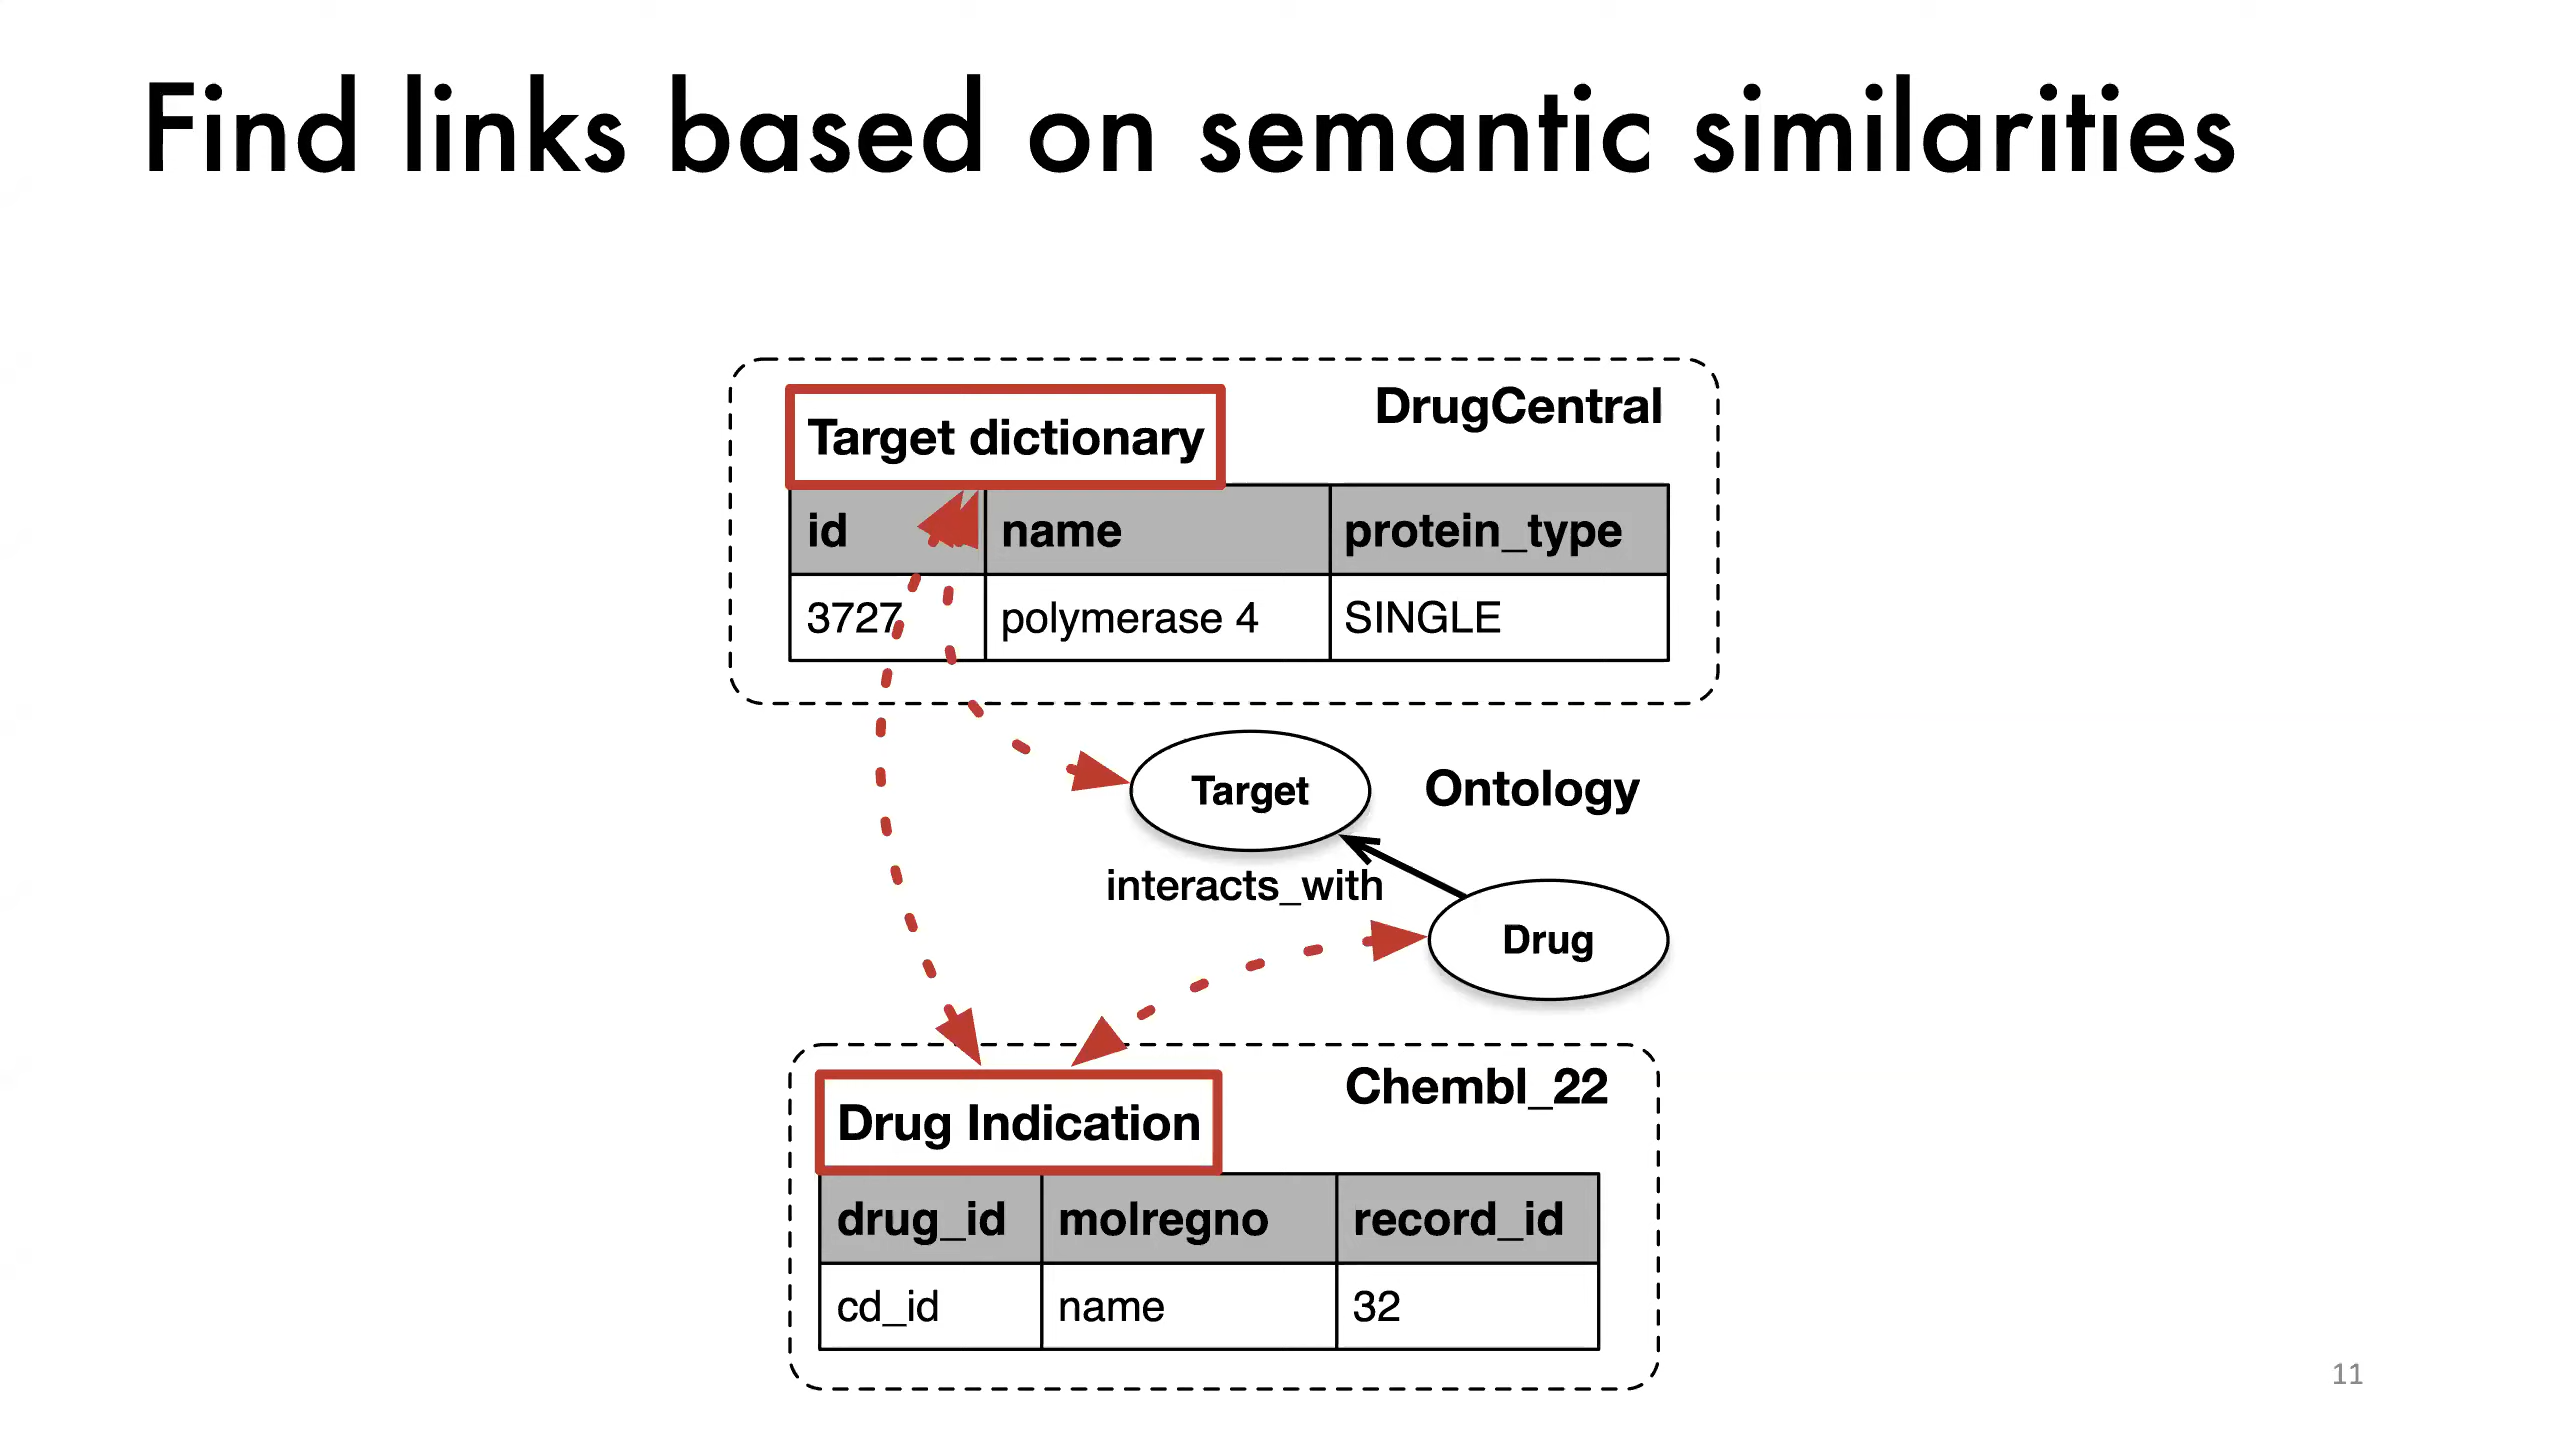 Find links based on semantic similarities
DrugCentral
Target dictionary
id name protein_type
3727 polymerase 4 SINGLE
Target
Ontology
interacts_with
Drug
Chembl_22
Drug Indication
drug_id molregno record_id
cd_id name 32
11